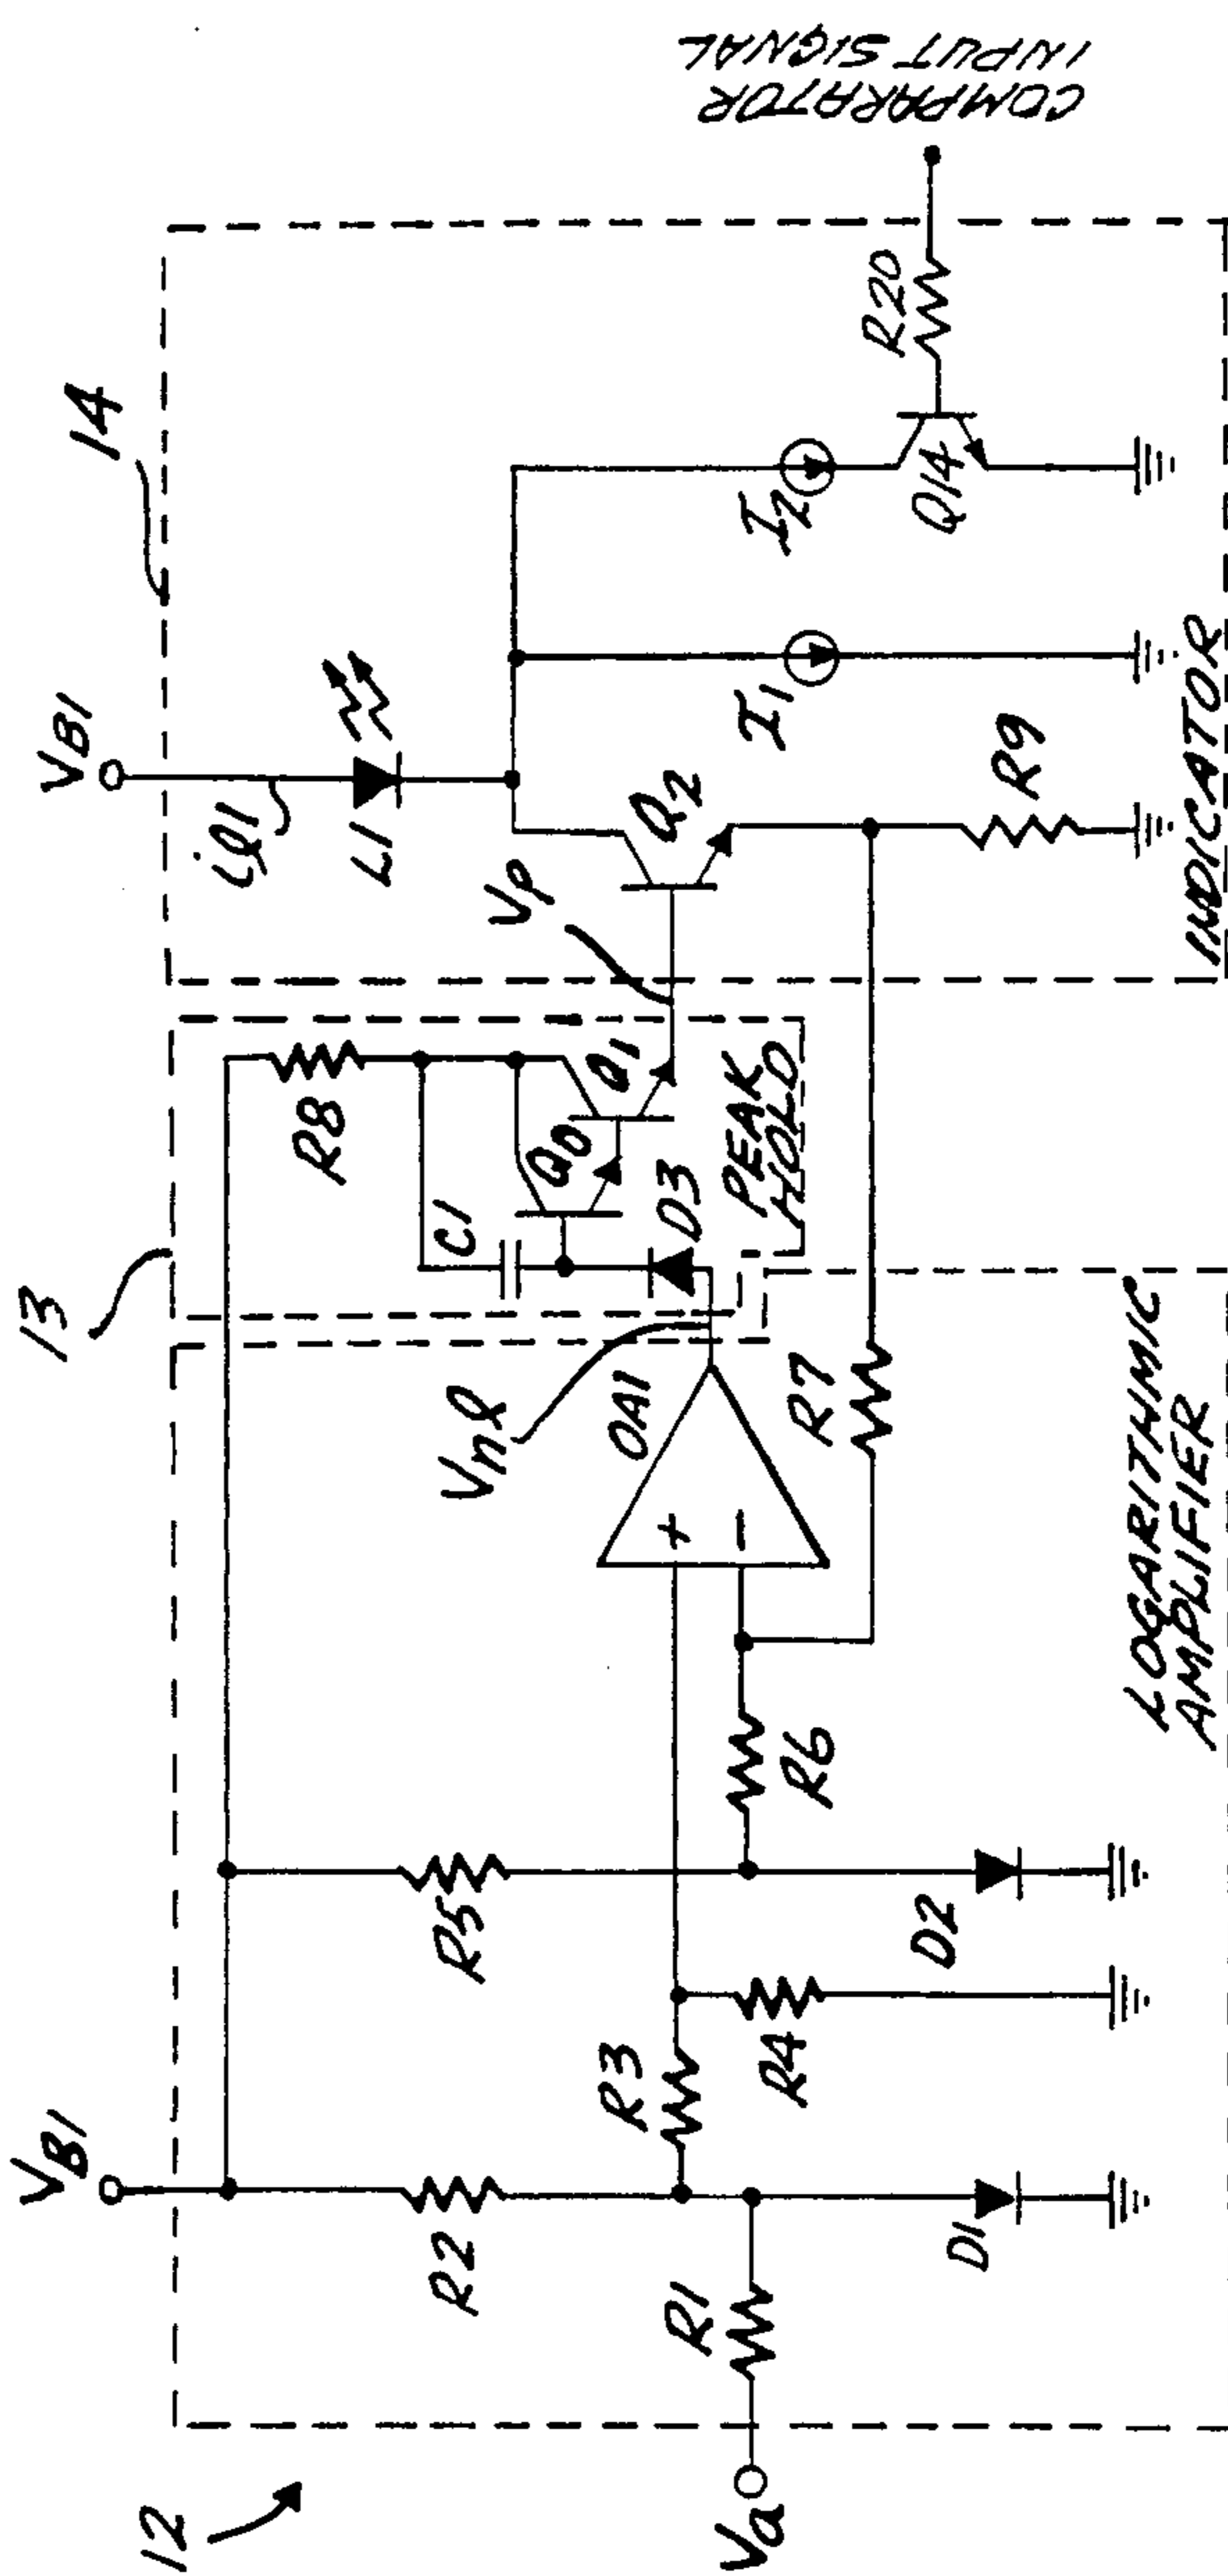 12
13
14
VB1
VB1
Va
R1
R2
R3
R4
R5
R6
R7
R8
R9
R20
D1
D2
D3
C1
Q0
Q1
Q2
Q14
OA1
Vnl
Vp
il1
L1
I1
I2
+
−
LOGARITHMIC
AMPLIFIER
PEAK
HOLD
INDICATOR
COMPARATOR
INPUT SIGNAL